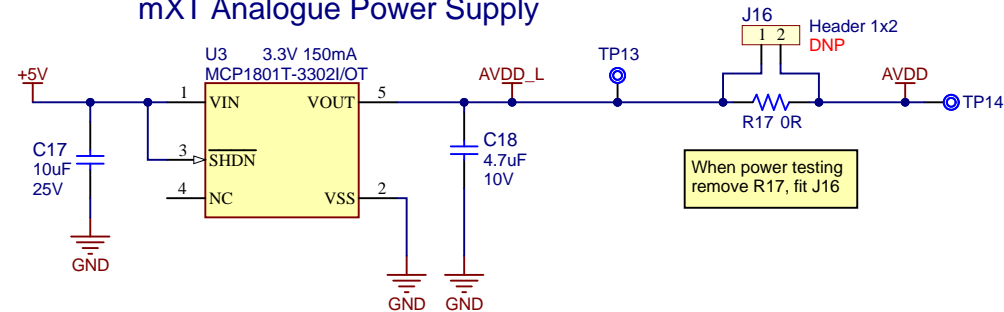 mXT Analogue Power Supply
J16
Header 1x2
1 2
DNP
U3 3.3V 150mA
MCP1801T-3302I/OT
TP13
+5V
AVDD_L
AVDD
1
VIN
VOUT
5
TP14
R17 0R
C17
10uF
25V
3
SHDN
C18
4.7uF
10V
When power testing
remove R17, fit J16
4
NC
VSS
2
GND
GND
GND